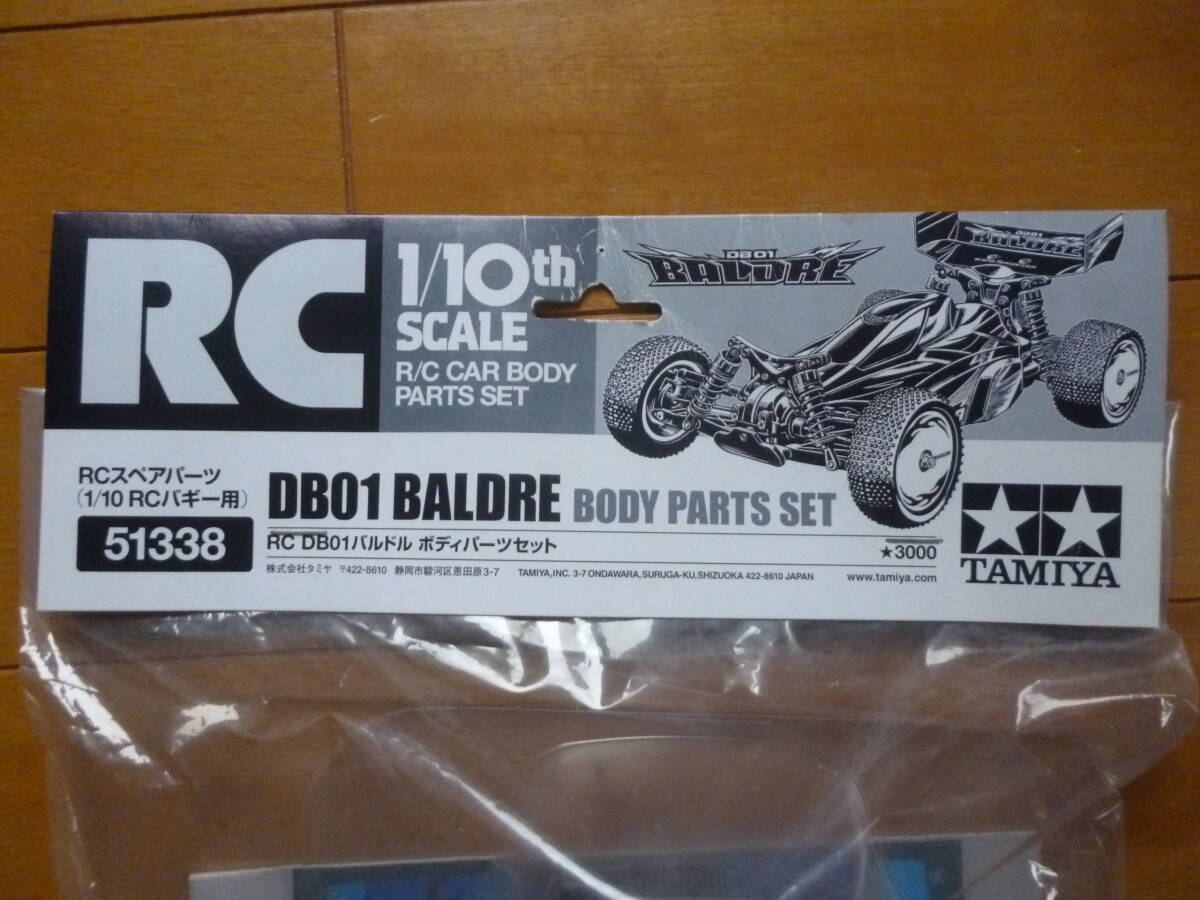 RC
1/10th
SCALE
R/C CAR BODY
PARTS SET
DB01
BALDRE
DB01
BALDRE
RCスペアパーツ
(1/10 RCバギー用)
51338
DB01 BALDRE BODY PARTS SET
RC DB01バルドル ボディパーツセット
★3000
株式会社タミヤ 〒422-8610 静岡市駿河区恩田原3-7 TAMIYA,INC. 3-7 ONDAWARA, SURUGA-KU, SHIZUOKA 422-8610 JAPAN www.tamiya.com
TAMIYA